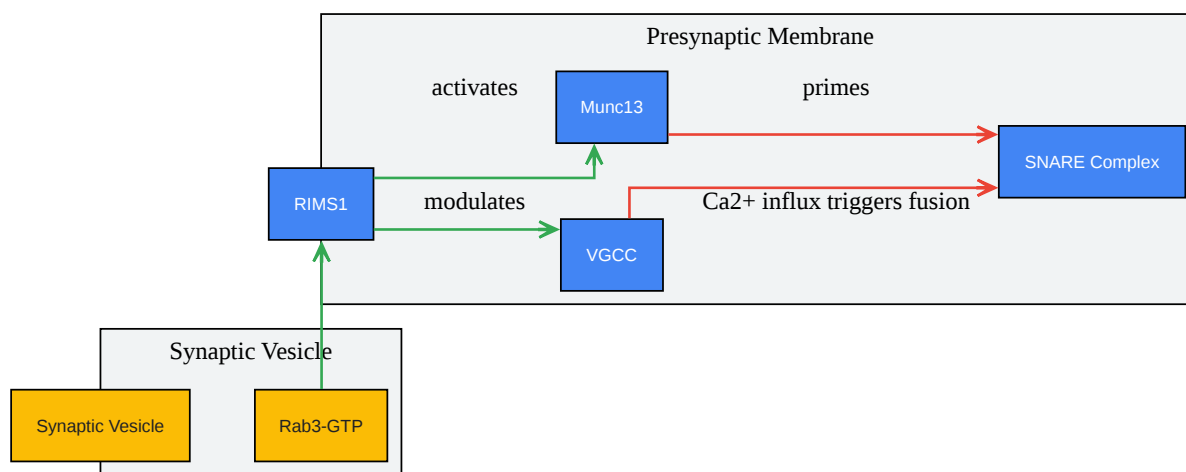 Presynaptic Membrane
activates
Munc13
primes
SNARE Complex
RIMS1
modulates
Ca2+ influx triggers fusion
VGCC
Synaptic Vesicle
Synaptic Vesicle
Rab3-GTP